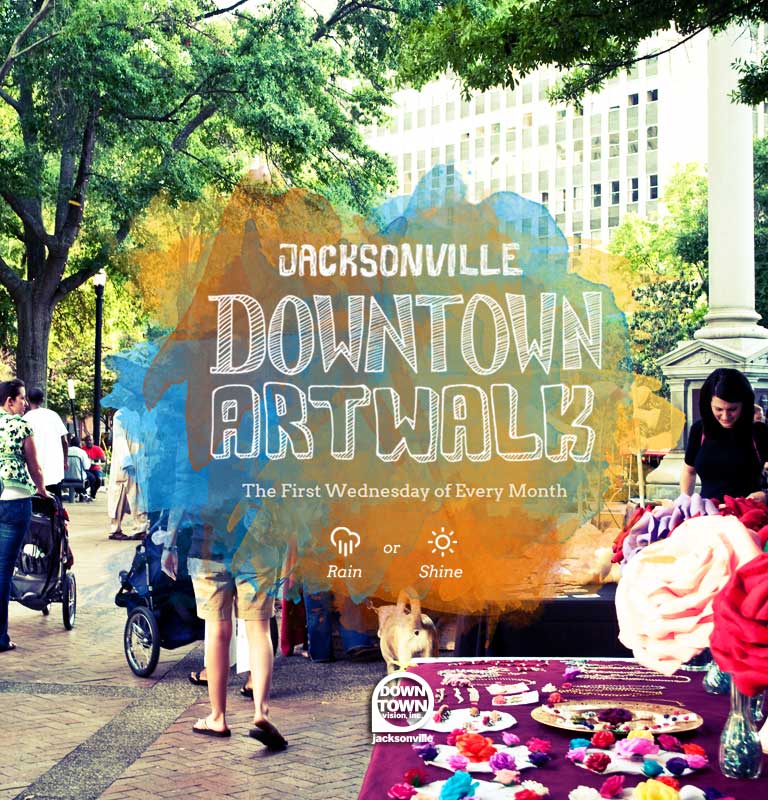 JACKSONVILLE
DOWNTOWN
ARTWALK
The First Wednesday of Every Month
Rain or Shine
DOWN
TOWN
vision, inc.
jacksonville